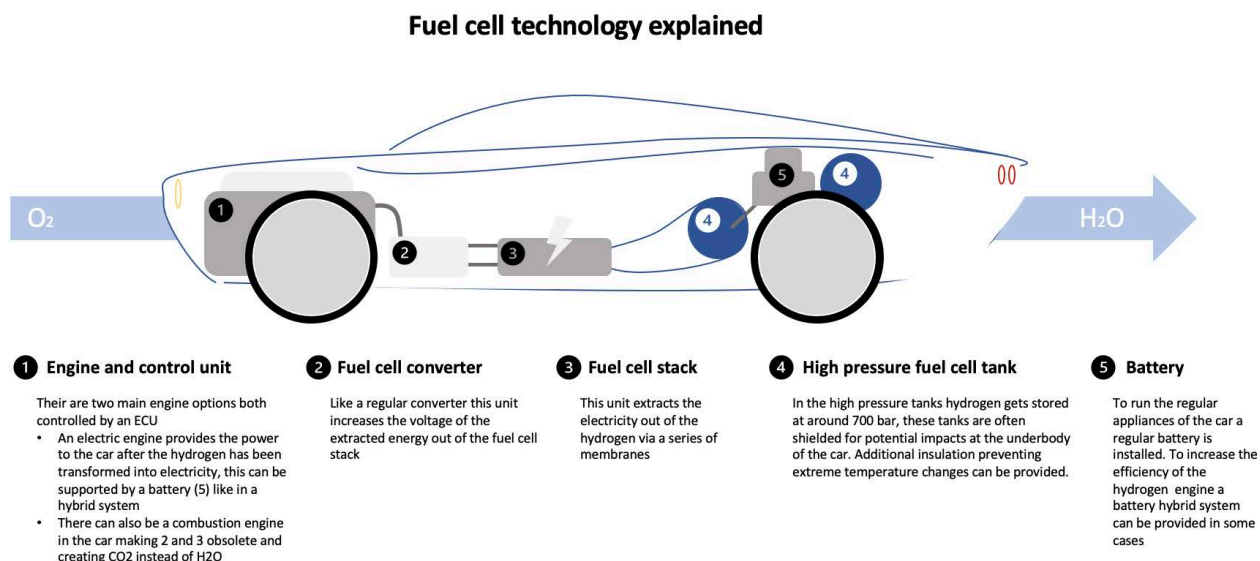 Fuel cell technology explained
O₂
H₂O
1
2
3
4
5
4
1 Engine and control unit
Their are two main engine options both
controlled by an ECU
• An electric engine provides the power
to the car after the hydrogen has been
transformed into electricity, this can be
supported by a battery (5) like in a
hybrid system
• There can also be a combustion engine
in the car making 2 and 3 obsolete and
creating CO2 instead of H2O
2 Fuel cell converter
Like a regular converter this unit
increases the voltage of the
extracted energy out of the fuel cell
stack
3 Fuel cell stack
This unit extracts the
electricity out of the
hydrogen via a series of
membranes
4 High pressure fuel cell tank
In the high pressure tanks hydrogen gets stored
at around 700 bar, these tanks are often
shielded for potential impacts at the underbody
of the car. Additional insulation preventing
extreme temperature changes can be provided.
5 Battery
To run the regular
appliances of the car a
regular battery is
installed. To increase the
efficiency of the
hydrogen engine a
battery hybrid system
can be provided in some
cases